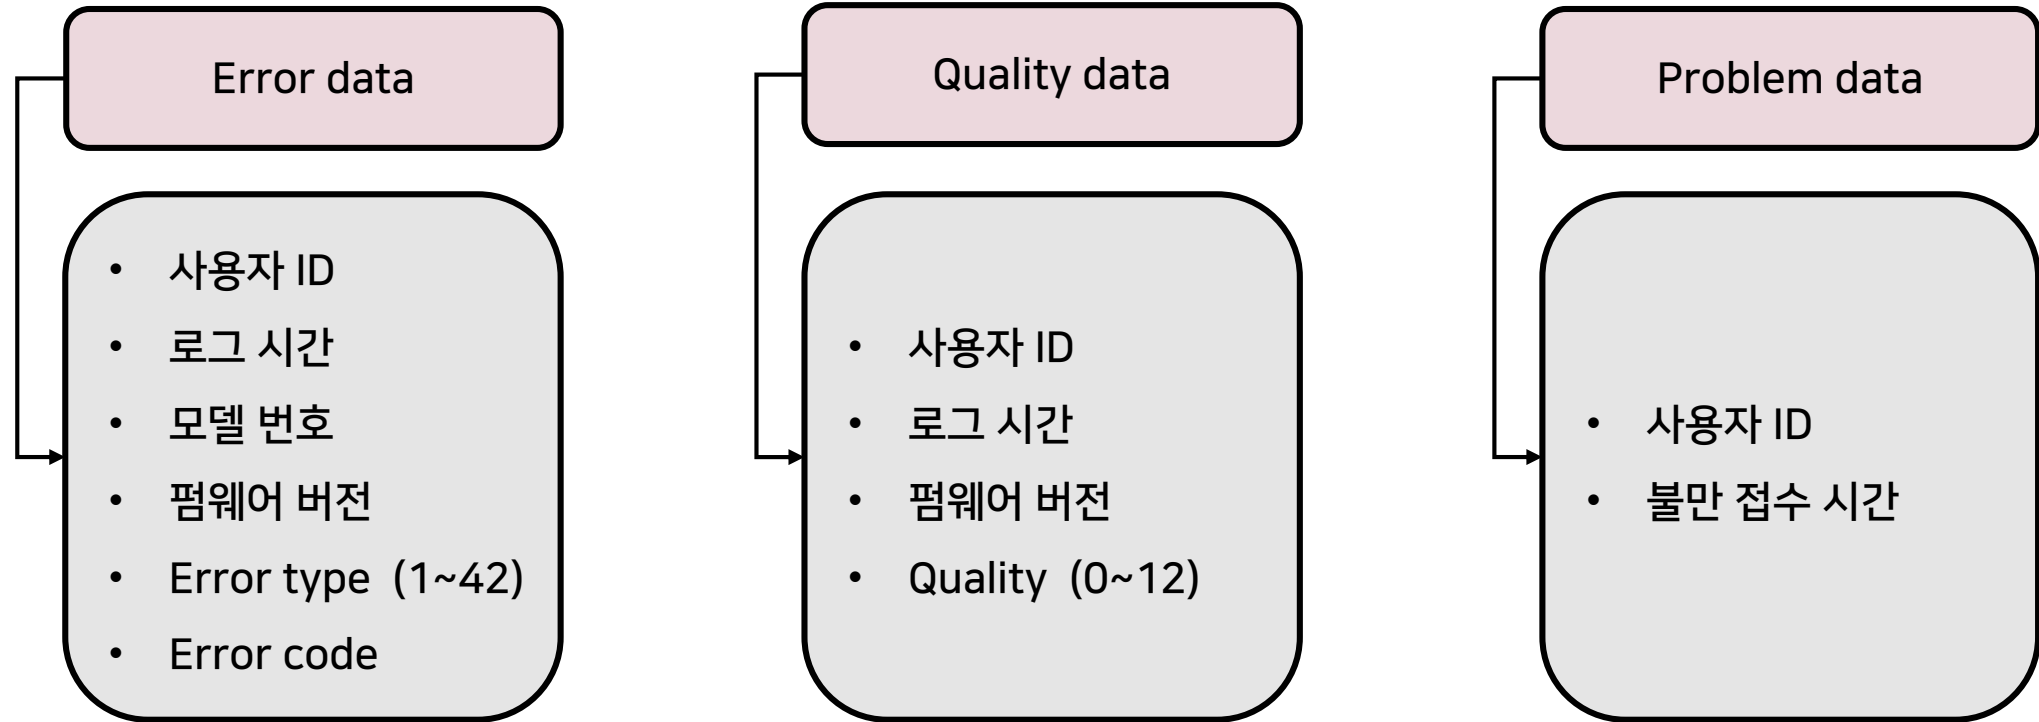 Error data
• 사용자 ID
• 로그 시간
• 모델 번호
• 펌웨어 버전
• Error type (1~42)
• Error code
Quality data
• 사용자 ID
• 로그 시간
• 펌웨어 버전
• Quality (0~12)
Problem data
• 사용자 ID
• 불만 접수 시간